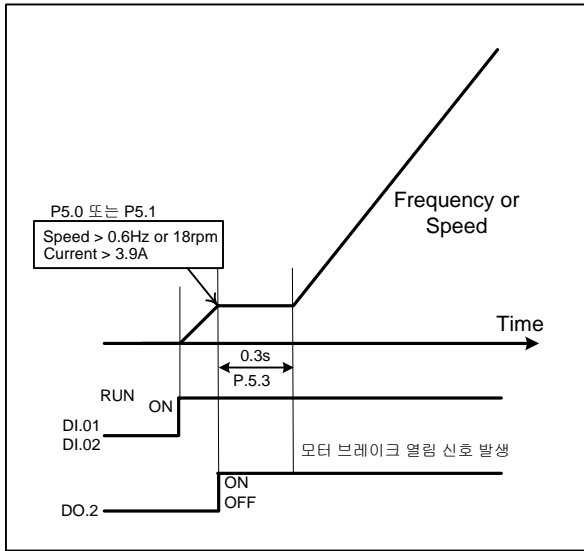 P5.0 또는 P5.1
Speed > 0.6Hz or 18rpm
Current > 3.9A
Frequency or
Speed
Time
0.3s
P.5.3
RUN
ON
DI.01
DI.02
모터 브레이크 열림 신호 발생
ON
OFF
DO.2